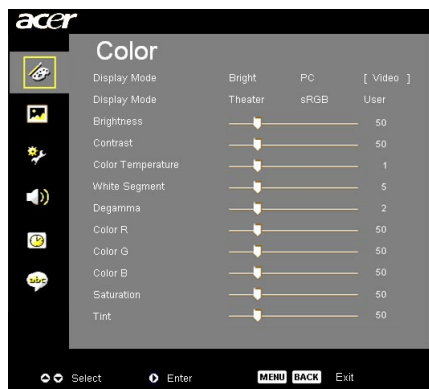 acer
Color
Display Mode Bright PC [ Video ]
Display Mode Theater sRGB User
Brightness 50
Contrast 50
Color Temperature 1
White Segment 5
Degamma 2
Color R 50
Color G 50
Color B 50
Saturation 50
Tint 50
abc
Select Enter MENU BACK Exit